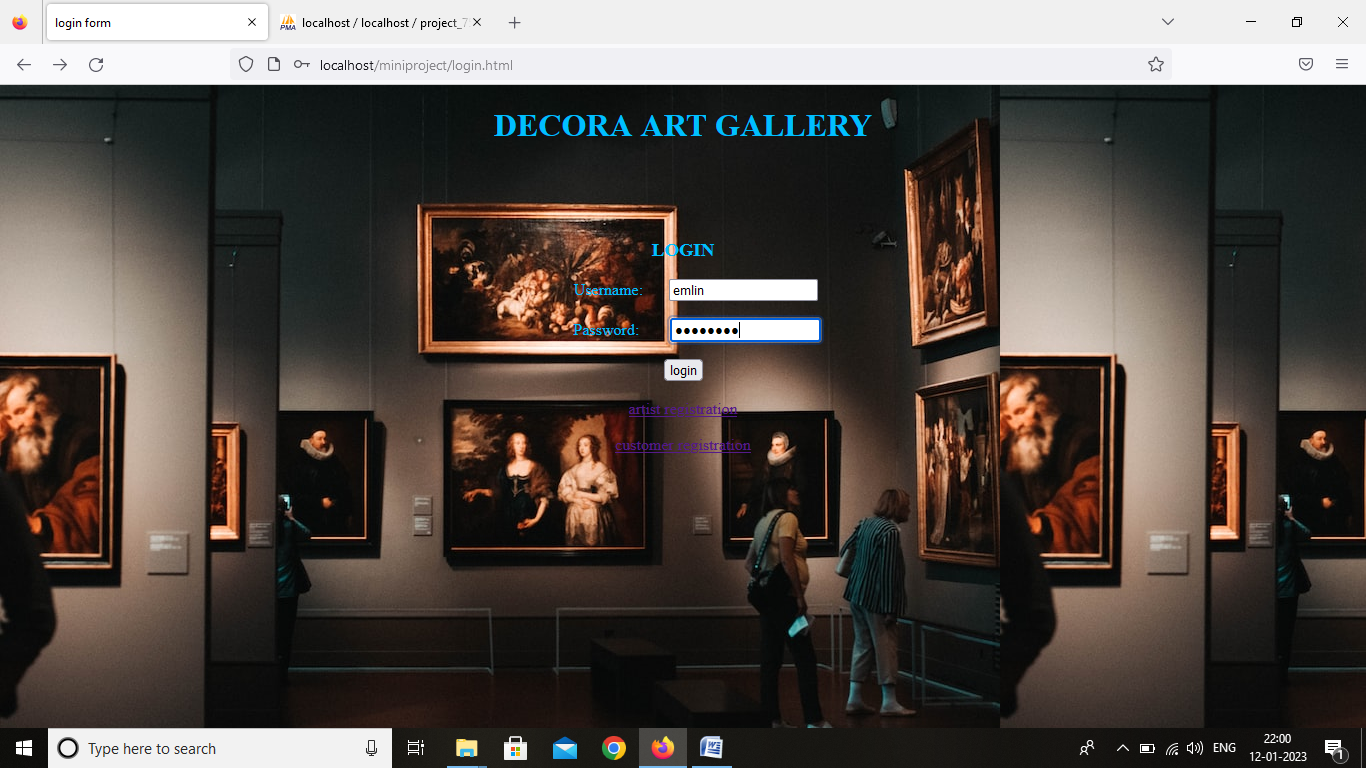 login form
localhost / localhost / project_7
localhost/miniproject/login.html
DECORA ART GALLERY
LOGIN
Username: emlin
Password: ●●●●●●●●
login
artist registration
customer registration
Type here to search
ENG
22:00
12-01-2023
1